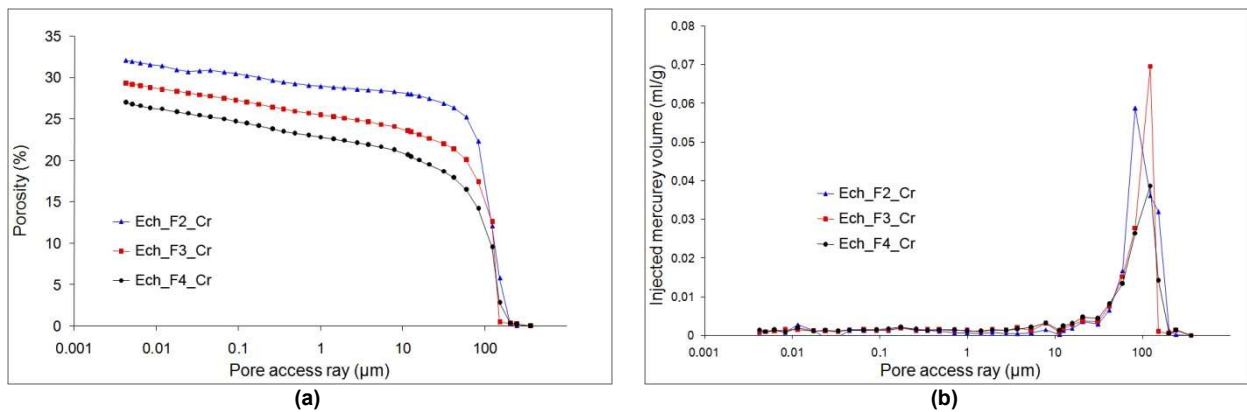 35
30
25
20
15
10
5
0
Porosity (%)
Ech_F2_Cr
Ech_F3_Cr
Ech_F4_Cr
0.001 0.01 0.1 1 10 100
Pore access ray (µm)
(a)
0,08
0,07
0.06
0.05
0.04
0.03
0.02
0.01
0
Injected mercurey volume (ml/g)
Ech_F2_Cr
Ech_F3_Cr
Ech_F4_Cr
0.001 0.01 0.1 1 10 100
Pore access ray (µm)
(b)